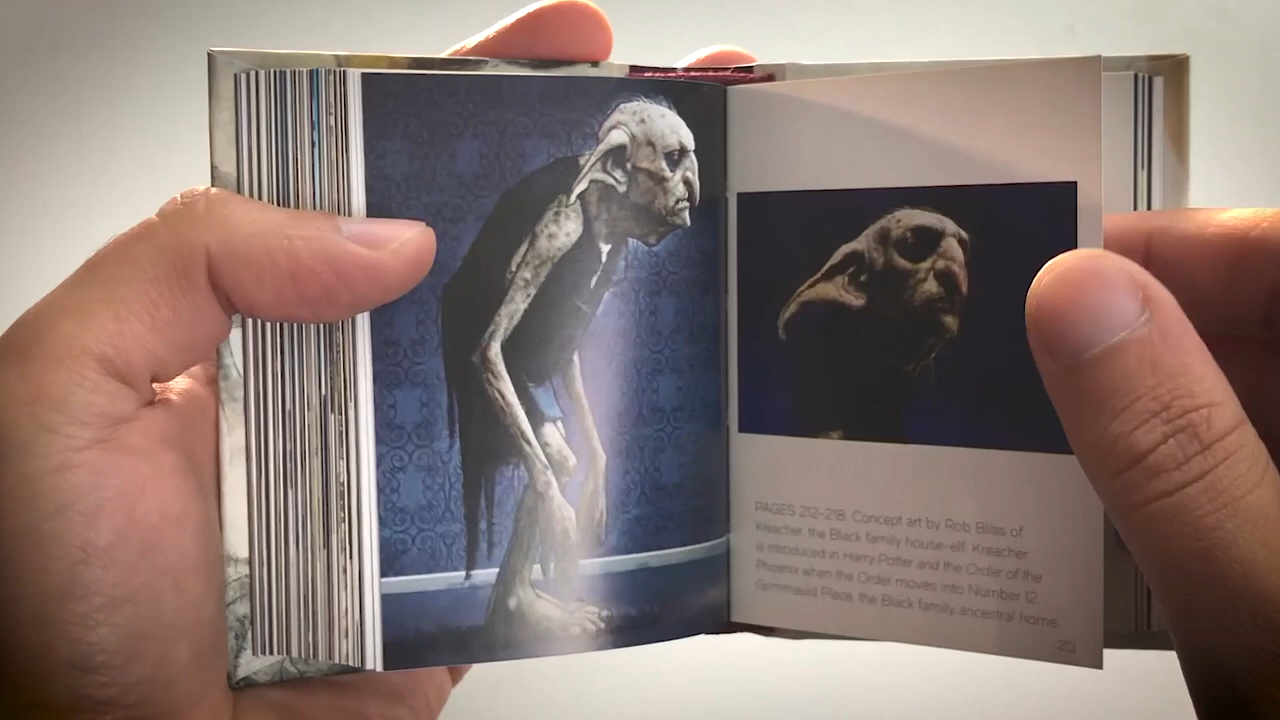 PAGES 212–218: Concept art by Rob Bliss of
Kreacher, the Black family house-elf. Kreacher
is introduced in Harry Potter and the Order of the
Phoenix when the Order moves into Number 12,
Grimmauld Place, the Black family ancestral home.